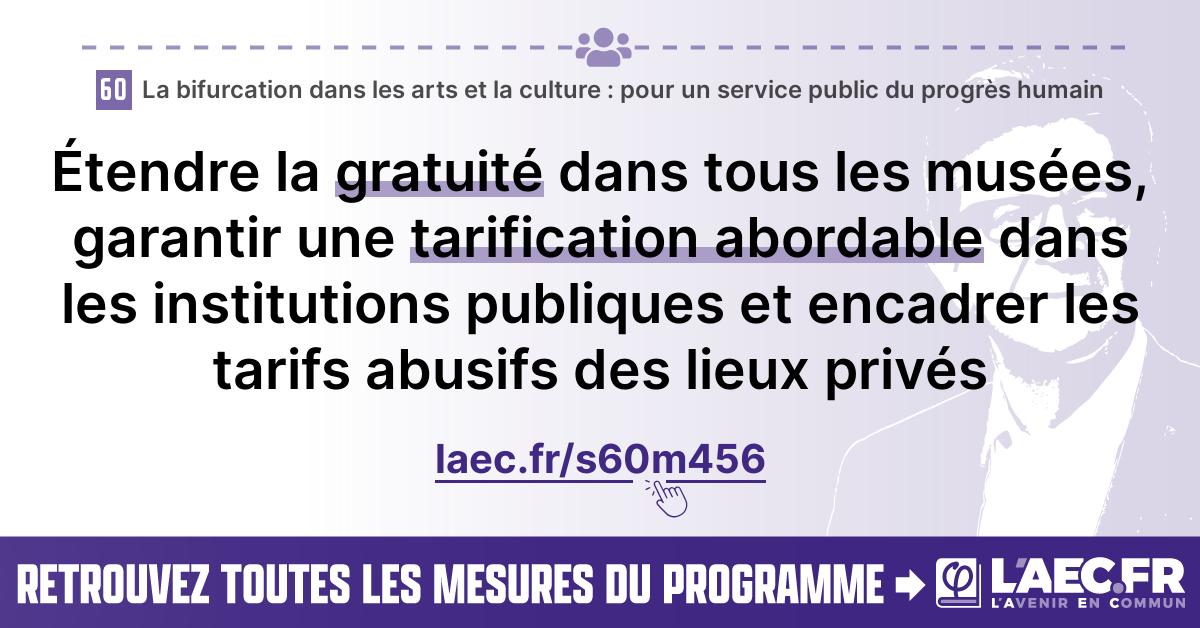 60 La bifurcation dans les arts et la culture : pour un service public du progrès humain
Étendre la gratuité dans tous les musées,
garantir une tarification abordable dans
les institutions publiques et encadrer les
tarifs abusifs des lieux privés
laec.fr/s60m456
RETROUVEZ TOUTES LES MESURES DU PROGRAMME → φ L'AEC.FR
L'AVENIR EN COMMUN